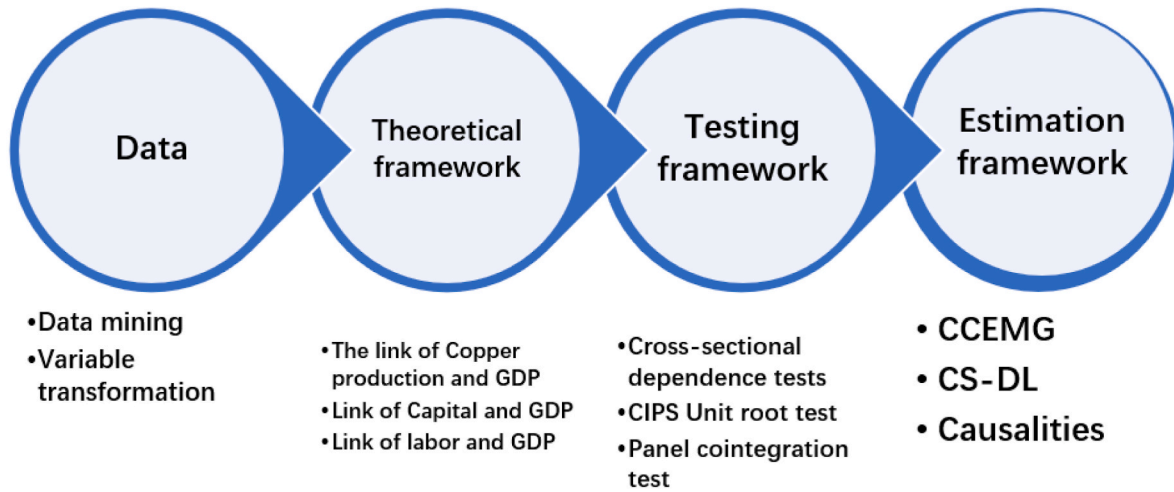 Data
Theoretical
framework
Testing
framework
Estimation
framework
•Data mining
•Variable
transformation
•The link of Copper
production and GDP
•Link of Capital and GDP
•Link of labor and GDP
•Cross-sectional
dependence tests
•CIPS Unit root test
•Panel cointegration
test
• CCEMG
• CS-DL
• Causalities